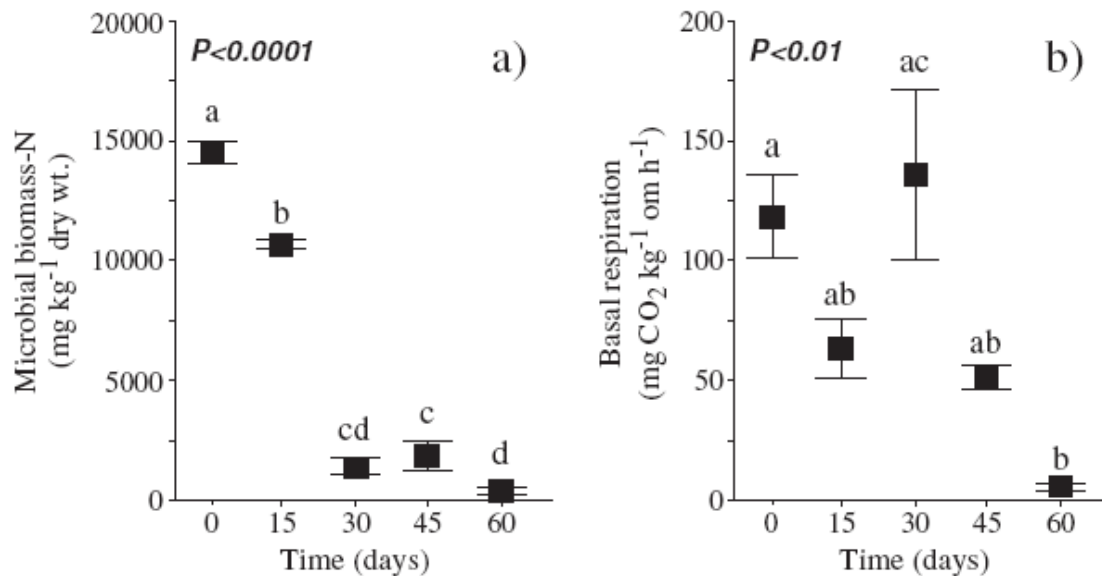 P<0.0001
a)
Microbial biomass-N
(mg kg⁻¹ dry wt.)
20000
15000
10000
5000
0
a
b
cd
c
d
0 15 30 45 60
Time (days)
P<0.01
b)
Basal respiration
(mg CO₂ kg⁻¹ om h⁻¹)
200
150
100
50
0
a
ab
ac
ab
b
0 15 30 45 60
Time (days)